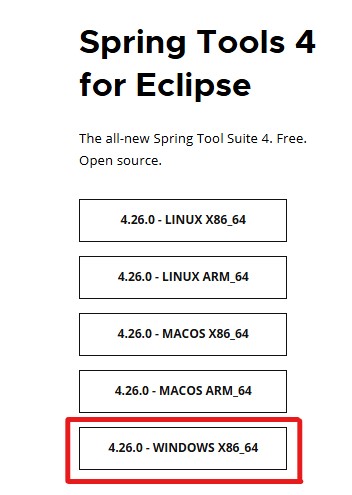 Spring Tools 4
for Eclipse
The all-new Spring Tool Suite 4. Free.
Open source.
4.26.0 - LINUX X86_64
4.26.0 - LINUX ARM_64
4.26.0 - MACOS X86_64
4.26.0 - MACOS ARM_64
4.26.0 - WINDOWS X86_64